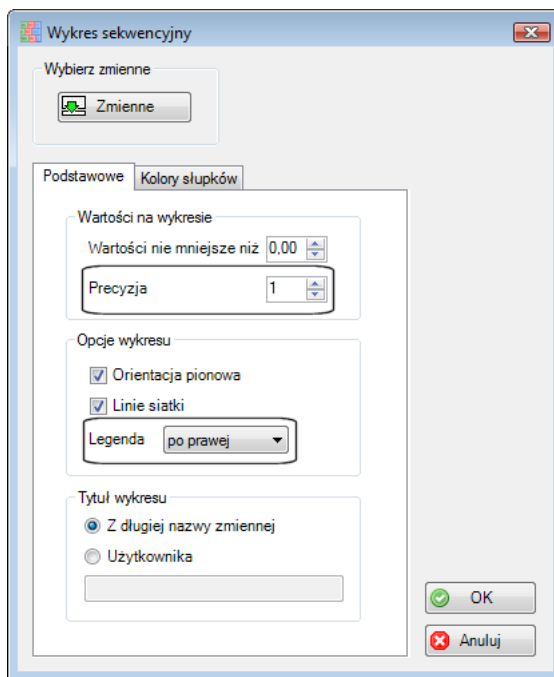 Wykres sekwencyjny
Wybierz zmienne
Zmienne
Podstawowe Kolory słupków
Wartości na wykresie
Wartości nie mniejsze niż 0,00
Precyzja 1
Opcje wykresu
Orientacja pionowa
Linie siatki
Legenda po prawej
Tytuł wykresu
Z długiej nazwy zmiennej
Użytkownika
OK
Anuluj